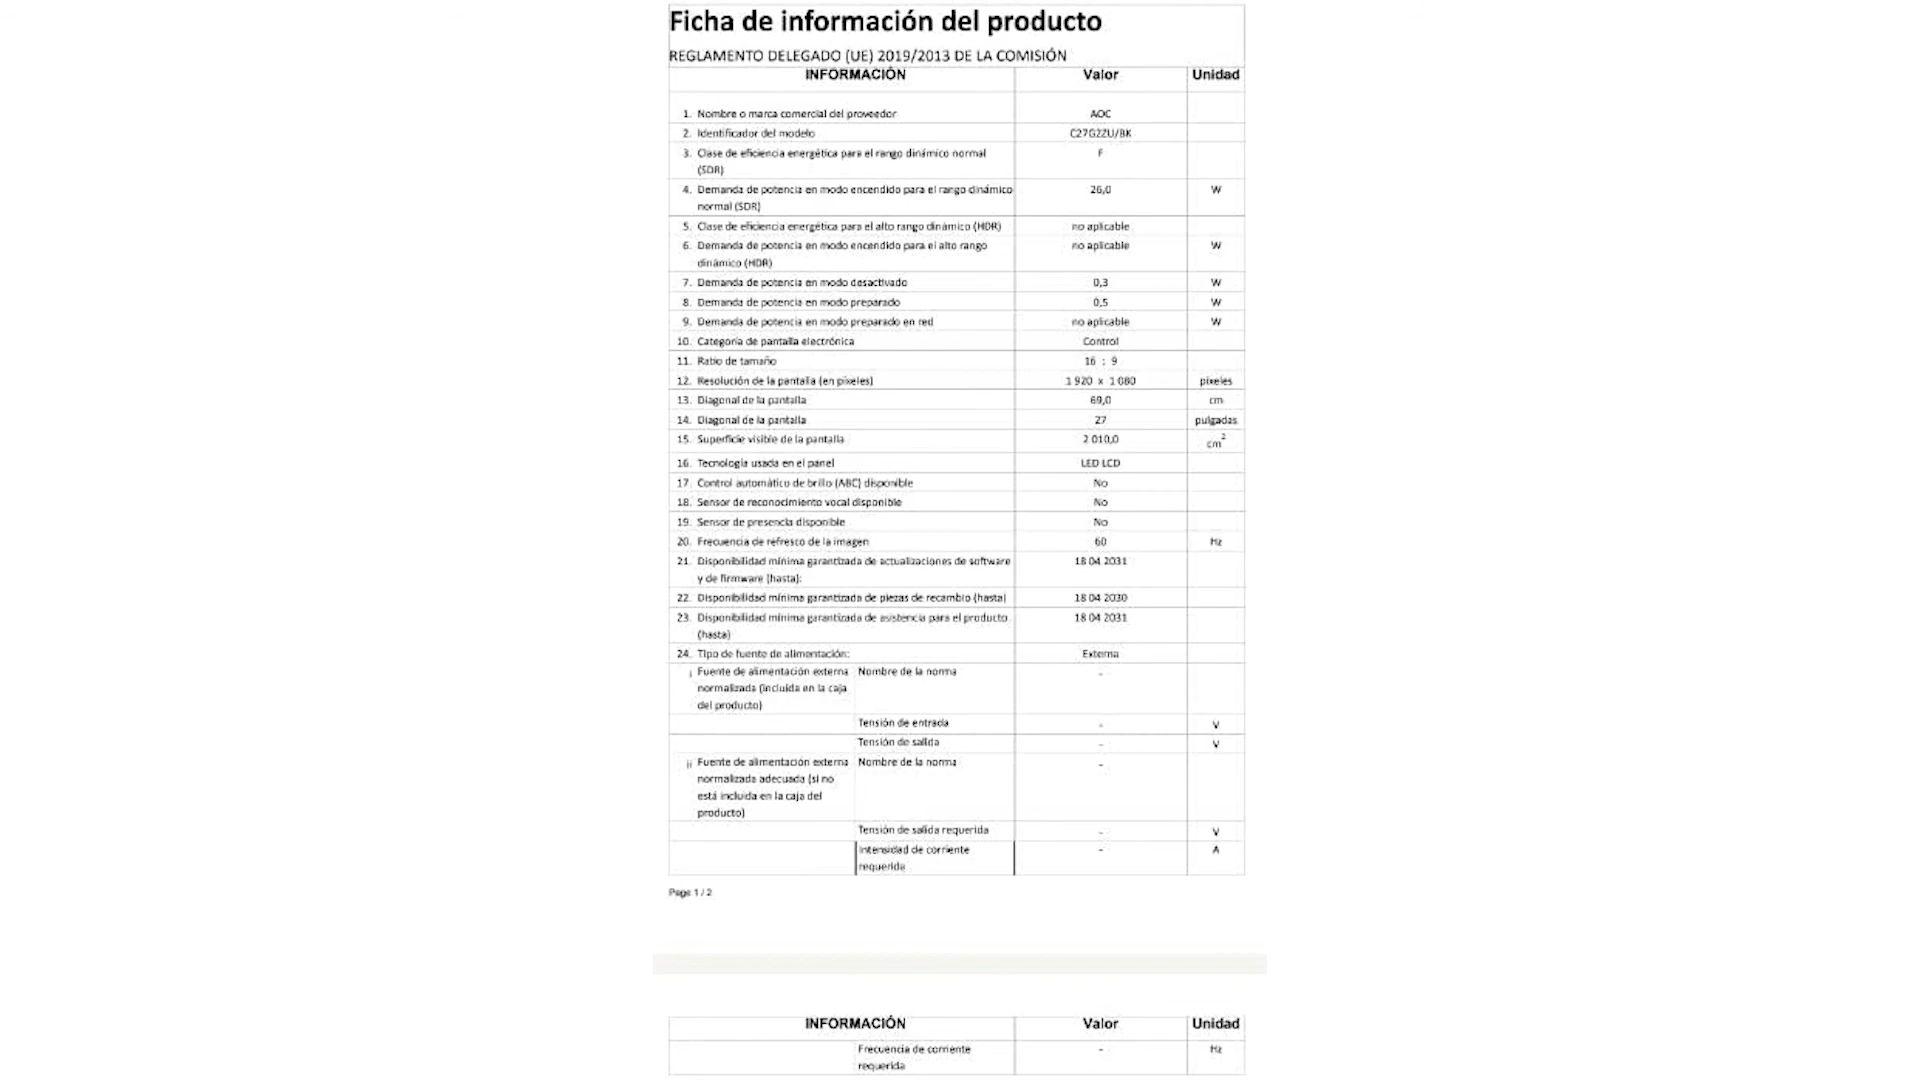 Ficha de información del producto
REGLAMENTO DELEGADO (UE) 2019/2013 DE LA COMISIÓN
INFORMACIÓN Valor Unidad
1. Nombre o marca comercial del proveedor AOC
2. Identificador del modelo C27G2ZU/BK
3. Clase de eficiencia energética para el rango dinámico normal F
(SDR)
4. Demanda de potencia en modo encendido para el rango dinámico 26,0 W
normal (SDR)
5. Clase de eficiencia energética para el alto rango dinámico (HDR) no aplicable
6. Demanda de potencia en modo encendido para el alto rango no aplicable W
dinámico (HDR)
7. Demanda de potencia en modo desactivado 0,3 W
8. Demanda de potencia en modo preparado 0,5 W
9. Demanda de potencia en modo preparado en red no aplicable W
10. Categoría de pantalla electrónica Control
11. Ratio de tamaño 16 : 9
12. Resolución de la pantalla (en píxeles) 1 920 x 1 080 píxeles
13. Diagonal de la pantalla 69,0 cm
14. Diagonal de la pantalla 27 pulgadas
15. Superficie visible de la pantalla 2 010,0 cm²
16. Tecnología usada en el panel LED LCD
17. Control automático de brillo (ABC) disponible No
18. Sensor de reconocimiento vocal disponible No
19. Sensor de presencia disponible No
20. Frecuencia de refresco de la imagen 60 Hz
21. Disponibilidad mínima garantizada de actualizaciones de software 18 04 2031
y de firmware (hasta):
22. Disponibilidad mínima garantizada de piezas de recambio (hasta) 18 04 2030
23. Disponibilidad mínima garantizada de asistencia para el producto 18 04 2031
(hasta)
24. Tipo de fuente de alimentación: Externa
i Fuente de alimentación externa Nombre de la norma -
normalizada (incluida en la caja
del producto)
Tensión de entrada - V
Tensión de salida - V
ii Fuente de alimentación externa Nombre de la norma -
normalizada adecuada (si no
está incluida en la caja del
producto)
Tensión de salida requerida - V
Intensidad de corriente - A
requerida
Page 1 / 2
INFORMACIÓN Valor Unidad
Frecuencia de corriente - Hz
requerida